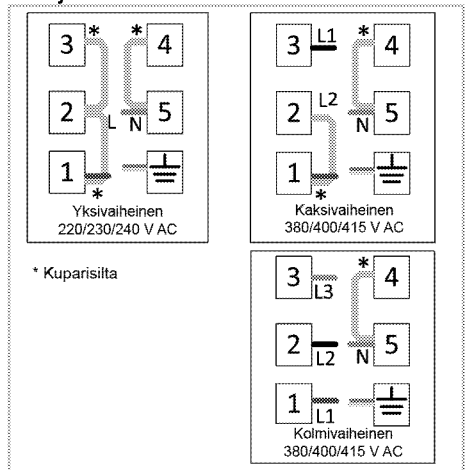 3 * * 4
2 L N 5
1 *
Yksivaiheinen
220/230/240 V AC
3 L1 * 4
2 L2 N 5
1 *
Kaksivaiheinen
380/400/415 V AC
* Kuparisilta
3 L3 * 4
2 L2 N 5
1 L1
Kolmivaiheinen
380/400/415 V AC